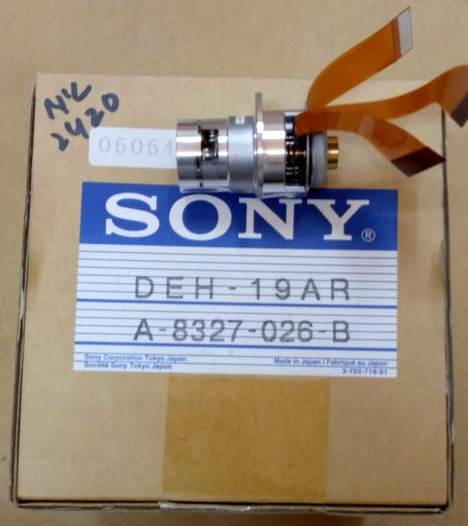 2420
05054
SONY®
DEH-19AR
A-8327-026-B
Sony Corporation Tokyo Japan
Société Sony Tokyo Japon
Made in Japan / Fabriqué au Japon
3-703-718-01